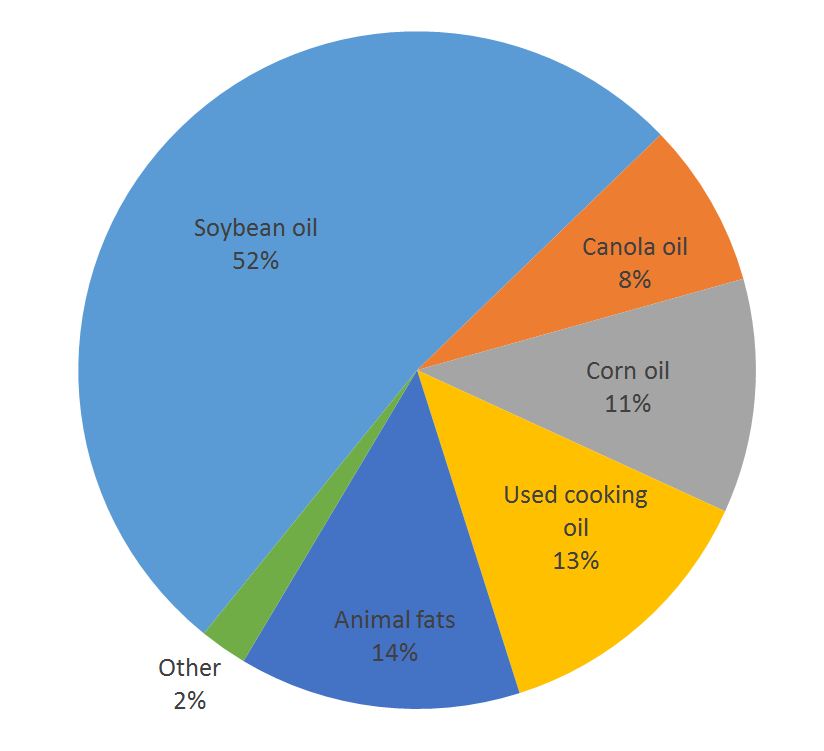 Soybean oil
52%
Canola oil
8%
Corn oil
11%
Used cooking
oil
13%
Animal fats
14%
Other
2%